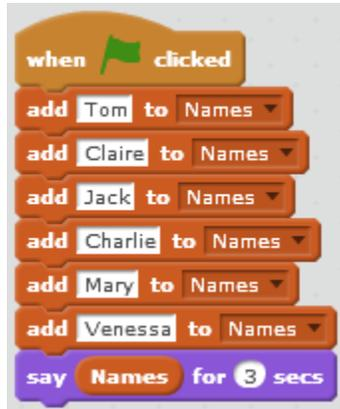 when clicked
add Tom to Names
add Claire to Names
add Jack to Names
add Charlie to Names
add Mary to Names
add Venessa to Names
say Names for 3 secs